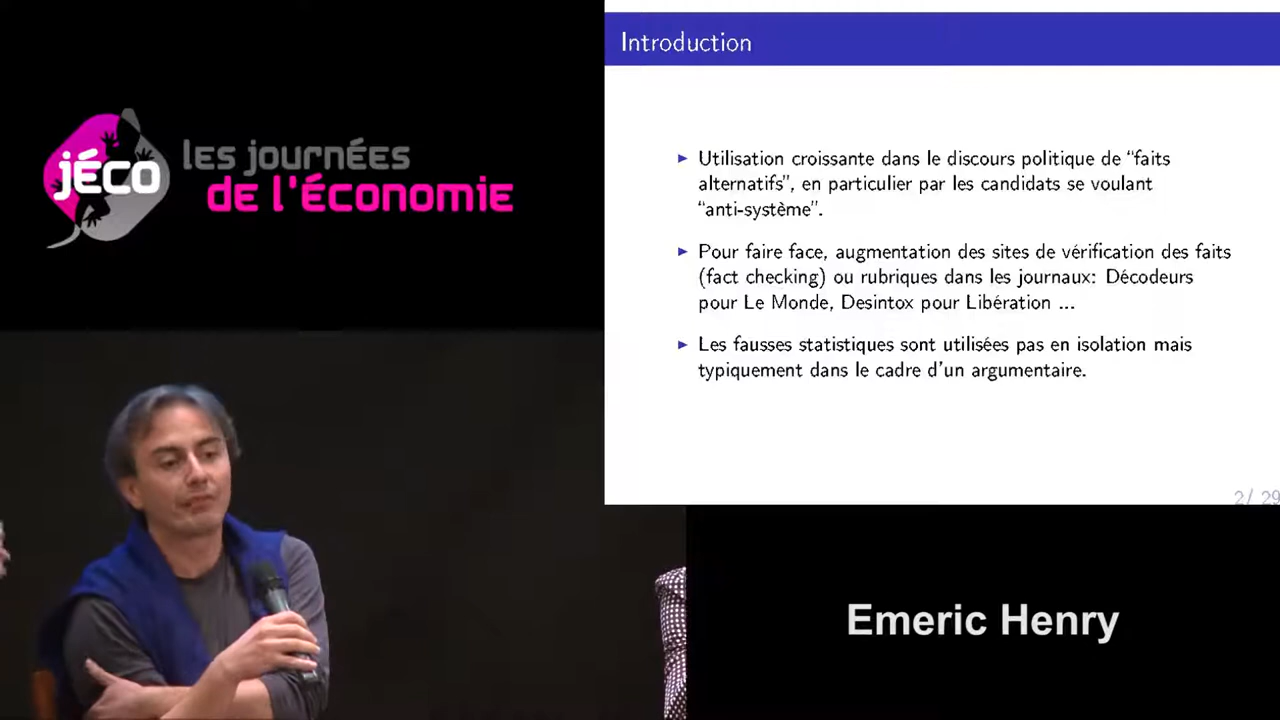 jéco
les journées
de l'économie
Introduction
Utilisation croissante dans le discours politique de “faits
alternatifs”, en particulier par les candidats se voulant
“anti-système”.
Pour faire face, augmentation des sites de vérification des faits
(fact checking) ou rubriques dans les journaux: Décodeurs
pour Le Monde, Desintox pour Libération ...
Les fausses statistiques sont utilisées pas en isolation mais
typiquement dans le cadre d'un argumentaire.
2/ 29
Emeric Henry